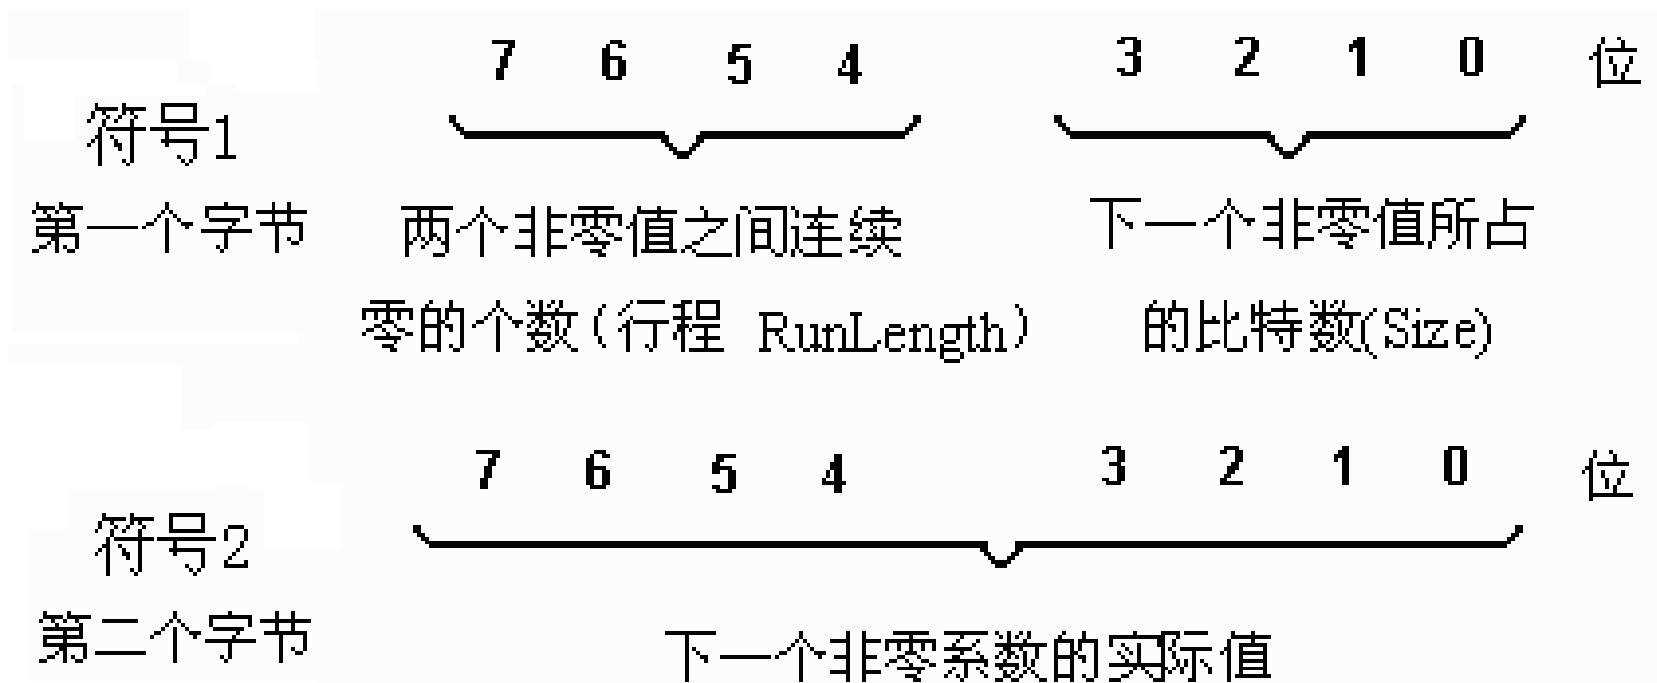 7 6 5 4 3 2 1 0 位
符号1
第一个字节
两个非零值之间连续
零的个数(行程 RunLength)
下一个非零值所占
的比特数(Size)
7 6 5 4 3 2 1 0 位
符号2
第二个字节
下一个非零系数的实际值